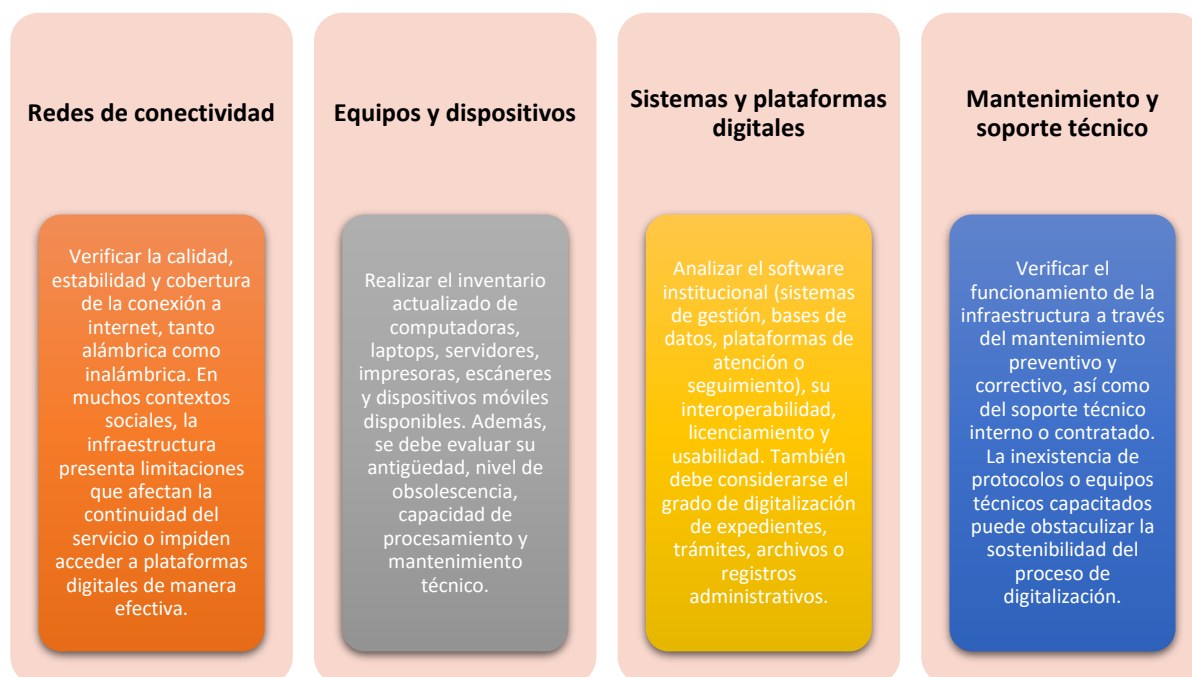 Redes de conectividad
Verificar la calidad,
estabilidad y cobertura
de la conexión a
internet, tanto
alámbrica como
inalámbrica. En
muchos contextos
sociales, la
infraestructura
presenta limitaciones
que afectan la
continuidad del
servicio o impiden
acceder a plataformas
digitales de manera
efectiva.
Equipos y dispositivos
Realizar el inventario
actualizado de
computadoras,
laptops, servidores,
impresoras, escáneres
y dispositivos móviles
disponibles. Además,
se debe evaluar su
antigüedad, nivel de
obsolescencia,
capacidad de
procesamiento y
mantenimiento
técnico.
Sistemas y plataformas
digitales
Analizar el software
institucional (sistemas
de gestión, bases de
datos, plataformas de
atención o
seguimiento), su
interoperabilidad,
licenciamiento y
usabilidad. También
debe considerarse el
grado de digitalización
de expedientes,
trámites, archivos o
registros
administrativos.
Mantenimiento y
soporte técnico
Verificar el
funcionamiento de la
infraestructura a través
del mantenimiento
preventivo y
correctivo, así como
del soporte técnico
interno o contratado.
La inexistencia de
protocolos o equipos
técnicos capacitados
puede obstaculizar la
sostenibilidad del
proceso de
digitalización.